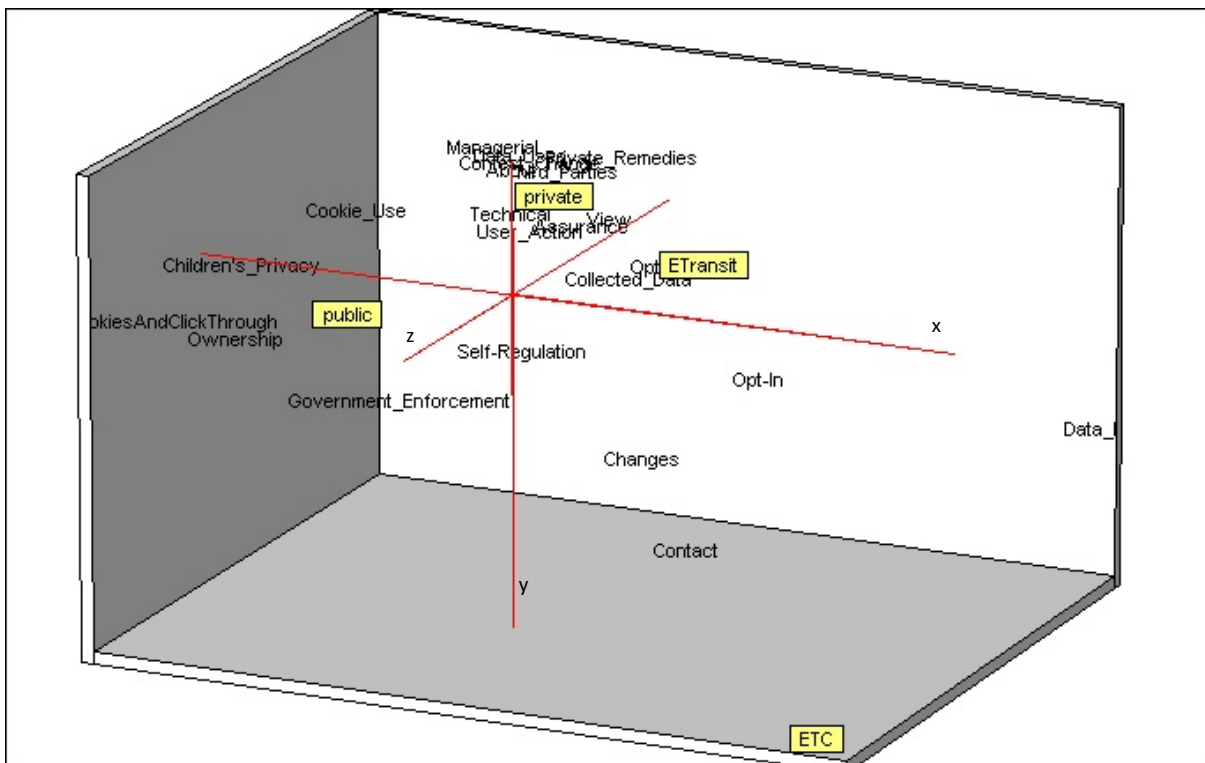 Managerial
Private_Remedies
Nird_Parties
private
Cookie_Use
Technical
View
Assurance
User_Action
Children's_Privacy
ETransit
Collected_Data
public
okiesAndClickThrough
z
x
Ownership
Self-Regulation
Opt-In
Government_Enforcement
Data_
Changes
Contact
y
ETC